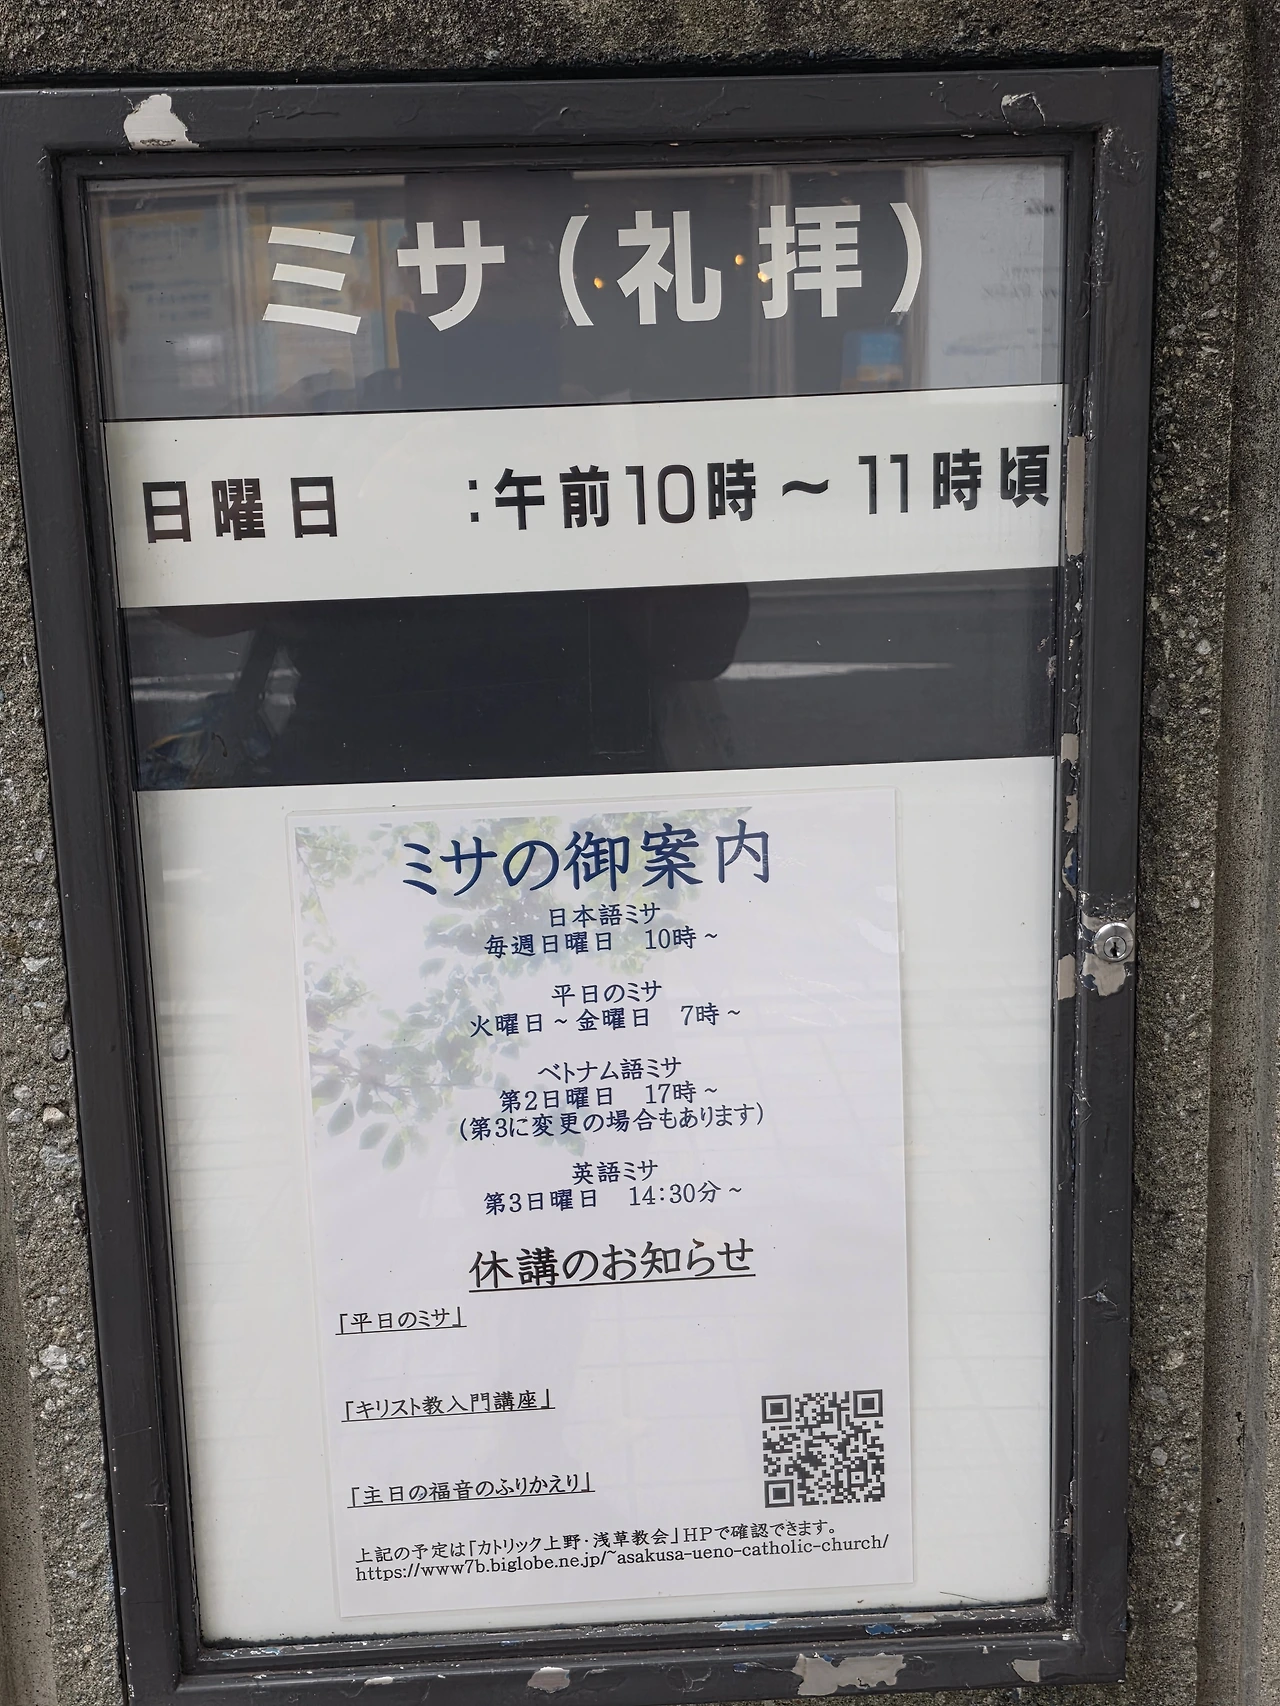 ミサ（礼拝）
日曜日　：午前10時～11時頃
ミサの御案内
日本語ミサ
毎週日曜日　10時～
平日のミサ
火曜日～金曜日　7時～
ベトナム語ミサ
第2日曜日　17時～
（第3に変更の場合もあります）
英語ミサ
第3日曜日　14：30分～
休講のお知らせ
「平日のミサ」
「キリスト教入門講座」
「主日の福音のふりかえり」
上記の予定は「カトリック上野・浅草教会」HPで確認できます。
https://www7b.biglobe.ne.jp/~asakusa-ueno-catholic-church/